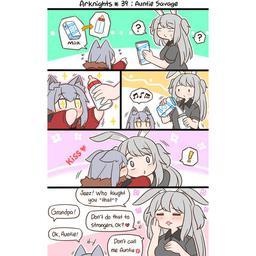 Arknights # 39 : Auntie Savage
Milk
?
?
♪♫♪
Kiss ♥
!
Jeez! Who taught
you "that"?
Grandpa!
Don't do that to
strangers, Ok?
Ok, Auntie!
Don't call
me Auntie